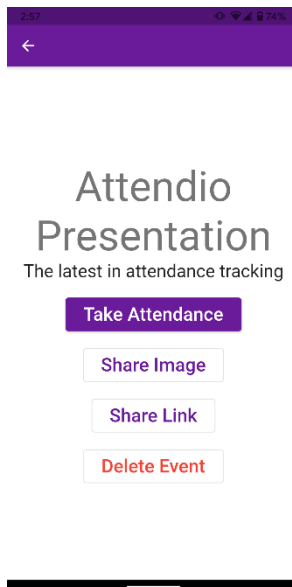 2:57
74%
Attendio
Presentation
The latest in attendance tracking
Take Attendance
Share Image
Share Link
Delete Event